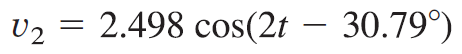 v₂ = 2.498 cos(2t − 30.79°)